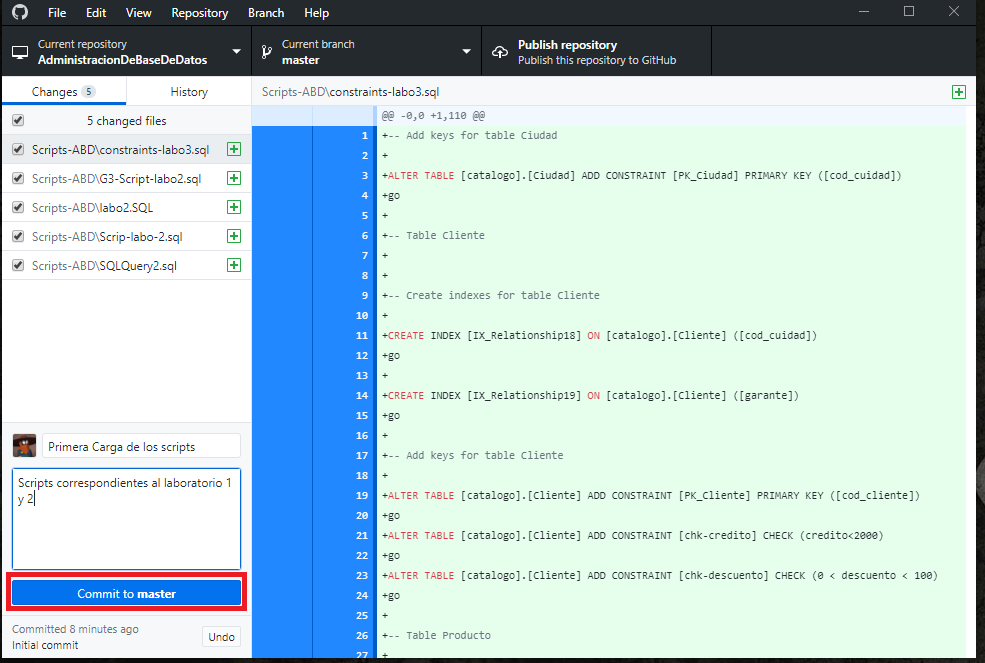 File Edit View Repository Branch Help
Current repository
AdministracionDeBaseDeDatos
Current branch
master
Publish repository
Publish this repository to GitHub
Changes 5 History
5 changed files
Scripts-ABD\constraints-labo3.sql
Scripts-ABD\G3-Script-labo2.sql
Scripts-ABD\labo2.SQL
Scripts-ABD\Scrip-labo-2.sql
Scripts-ABD\SQLQuery2.sql
Primera Carga de los scripts
Scripts correspondientes al laboratorio 1
y 2
Commit to master
Committed 8 minutes ago
Initial commit
Undo
Scripts-ABD\constraints-labo3.sql
@@ -0,0 +1,110 @@
1 +-- Add keys for table Ciudad
2 +
3 +ALTER TABLE [catalogo].[Ciudad] ADD CONSTRAINT [PK_Ciudad] PRIMARY KEY ([cod_cuidad])
4 +go
5 +
6 +-- Table Cliente
7 +
8 +
9 +-- Create indexes for table Cliente
10 +
11 +CREATE INDEX [IX_Relationship18] ON [catalogo].[Cliente] ([cod_cuidad])
12 +go
13 +
14 +CREATE INDEX [IX_Relationship19] ON [catalogo].[Cliente] ([garante])
15 +go
16 +
17 +-- Add keys for table Cliente
18 +
19 +ALTER TABLE [catalogo].[Cliente] ADD CONSTRAINT [PK_Cliente] PRIMARY KEY ([cod_cliente])
20 +go
21 +ALTER TABLE [catalogo].[Cliente] ADD CONSTRAINT [chk-credito] CHECK (credito<2000)
22 +go
23 +ALTER TABLE [catalogo].[Cliente] ADD CONSTRAINT [chk-descuento] CHECK (0 < descuento < 100)
24 +go
25 +
26 +-- Table Producto
27 +